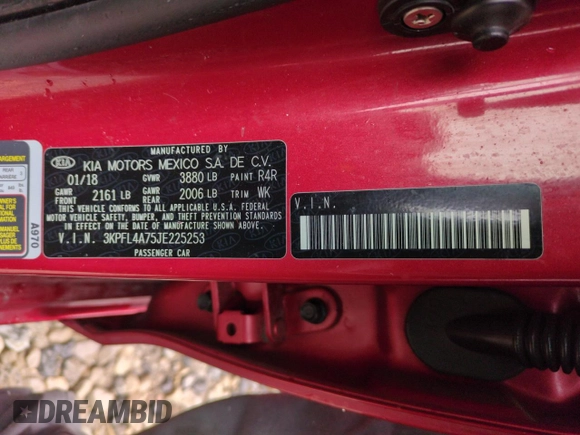 MANUFACTURED BY
KIA KIA MOTORS MEXICO S.A. DE C.V.
01/18 GVWR 3880 LB PAINT R4R
GAWR FRONT 2161 LB GAWR REAR 2006 LB TRIM WK
THIS VEHICLE CONFORMS TO ALL APPLICABLE U.S. FEDERAL
MOTOR VEHICLE SAFETY, BUMPER, AND THEFT PREVENTION STANDARDS
IN EFFECT ON THE DATE OF MANUFACTURE SHOWN ABOVE.
V.I.N. 3KPFL4A75JE225253
PASSENGER CAR
V.I.N.
A970
DREAMBID